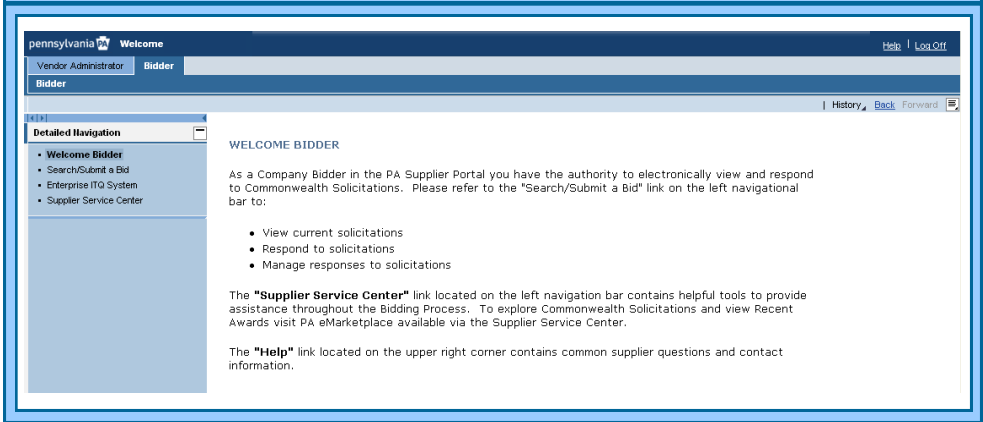 pennsylvania PA Welcome
Help | Log Off
Vendor Administrator Bidder
Bidder
| History Back Forward
Detailed Navigation
• Welcome Bidder
• Search/Submit a Bid
• Enterprise ITQ System
• Supplier Service Center
WELCOME BIDDER
As a Company Bidder in the PA Supplier Portal you have the authority to electronically view and respond
to Commonwealth Solicitations. Please refer to the "Search/Submit a Bid" link on the left navigational
bar to:
• View current solicitations
• Respond to solicitations
• Manage responses to solicitations
The "Supplier Service Center" link located on the left navigation bar contains helpful tools to provide
assistance throughout the Bidding Process. To explore Commonwealth Solicitations and view Recent
Awards visit PA eMarketplace available via the Supplier Service Center.
The "Help" link located on the upper right corner contains common supplier questions and contact
information.